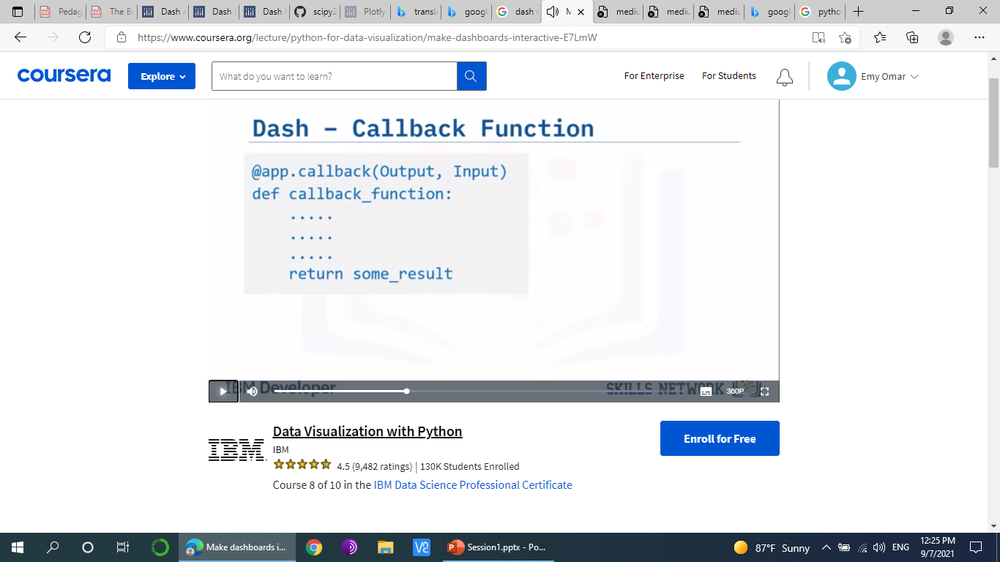 Pedag
The B
Dash A
Dash
Dash
scipy2
Plotly
transla
googl
dash c
M
mediu
mediu
mediu
googl
pytho
https://www.coursera.org/lecture/python-for-data-visualization/make-dashboards-interactive-E7LmW
coursera
Explore
What do you want to learn?
For Enterprise
For Students
Emy Omar
Dash – Callback Function
@app.callback(Output, Input)
def callback_function:
.....
.....
.....
return some_result
IBM Developer
SKILLS NETWORK
360P
IBM
Data Visualization with Python
IBM
4.5 (9,482 ratings) | 130K Students Enrolled
Course 8 of 10 in the IBM Data Science Professional Certificate
Enroll for Free
Make dashboards i...
Session1.pptx - Po...
87°F Sunny
ENG
12:25 PM
9/7/2021